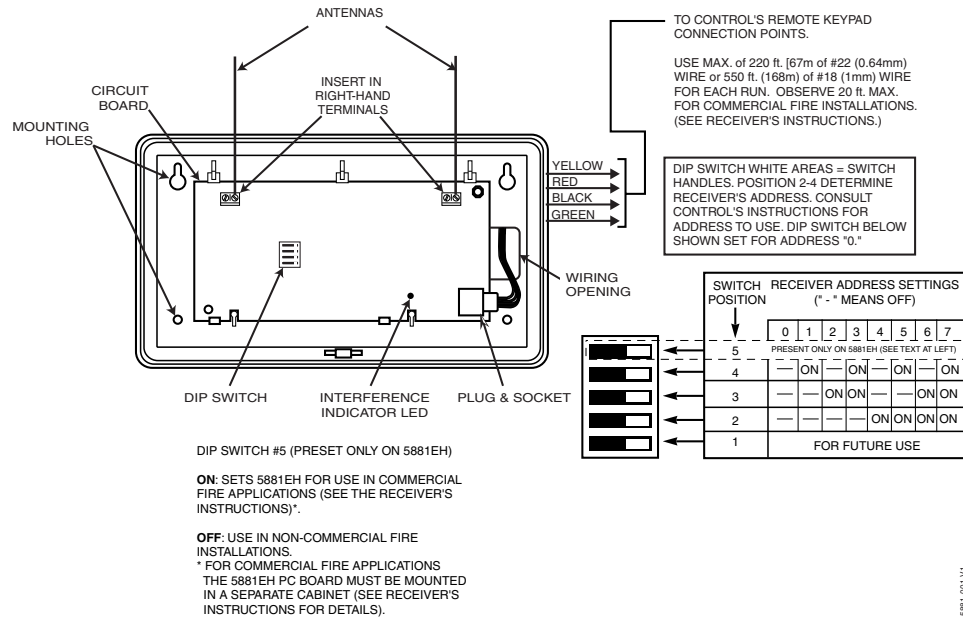 ANTENNAS
TO CONTROL'S REMOTE KEYPAD
CONNECTION POINTS.
USE MAX. of 220 ft. [67m of #22 (0.64mm)
WIRE or 550 ft. (168m) of #18 (1mm) WIRE
FOR EACH RUN. OBSERVE 20 ft. MAX.
FOR COMMERCIAL FIRE INSTALLATIONS.
(SEE RECEIVER'S INSTRUCTIONS.)
CIRCUIT
BOARD
INSERT IN
RIGHT-HAND
TERMINALS
MOUNTING
HOLES
YELLOW
RED
BLACK
GREEN
DIP SWITCH WHITE AREAS = SWITCH
HANDLES. POSITION 2-4 DETERMINE
RECEIVER'S ADDRESS. CONSULT
CONTROL'S INSTRUCTIONS FOR
ADDRESS TO USE. DIP SWITCH BELOW
SHOWN SET FOR ADDRESS "0."
WIRING
OPENING
DIP SWITCH
INTERFERENCE
INDICATOR LED
PLUG & SOCKET
SWITCH
POSITION
RECEIVER ADDRESS SETTINGS
(" - " MEANS OFF)
0 1 2 3 4 5 6 7
5 PRESENT ONLY ON 5881EH (SEE TEXT AT LEFT)
4 — ON — ON — ON — ON
3 — — ON ON — — ON ON
2 — — — — ON ON ON ON
1 FOR FUTURE USE
DIP SWITCH #5 (PRESET ONLY ON 5881EH)
ON: SETS 5881EH FOR USE IN COMMERCIAL
FIRE APPLICATIONS (SEE THE RECEIVER'S
INSTRUCTIONS)*.
OFF: USE IN NON-COMMERCIAL FIRE
INSTALLATIONS.
* FOR COMMERCIAL FIRE APPLICATIONS
THE 5881EH PC BOARD MUST BE MOUNTED
IN A SEPARATE CABINET (SEE RECEIVER'S
INSTRUCTIONS FOR DETAILS).
5881-001-V1